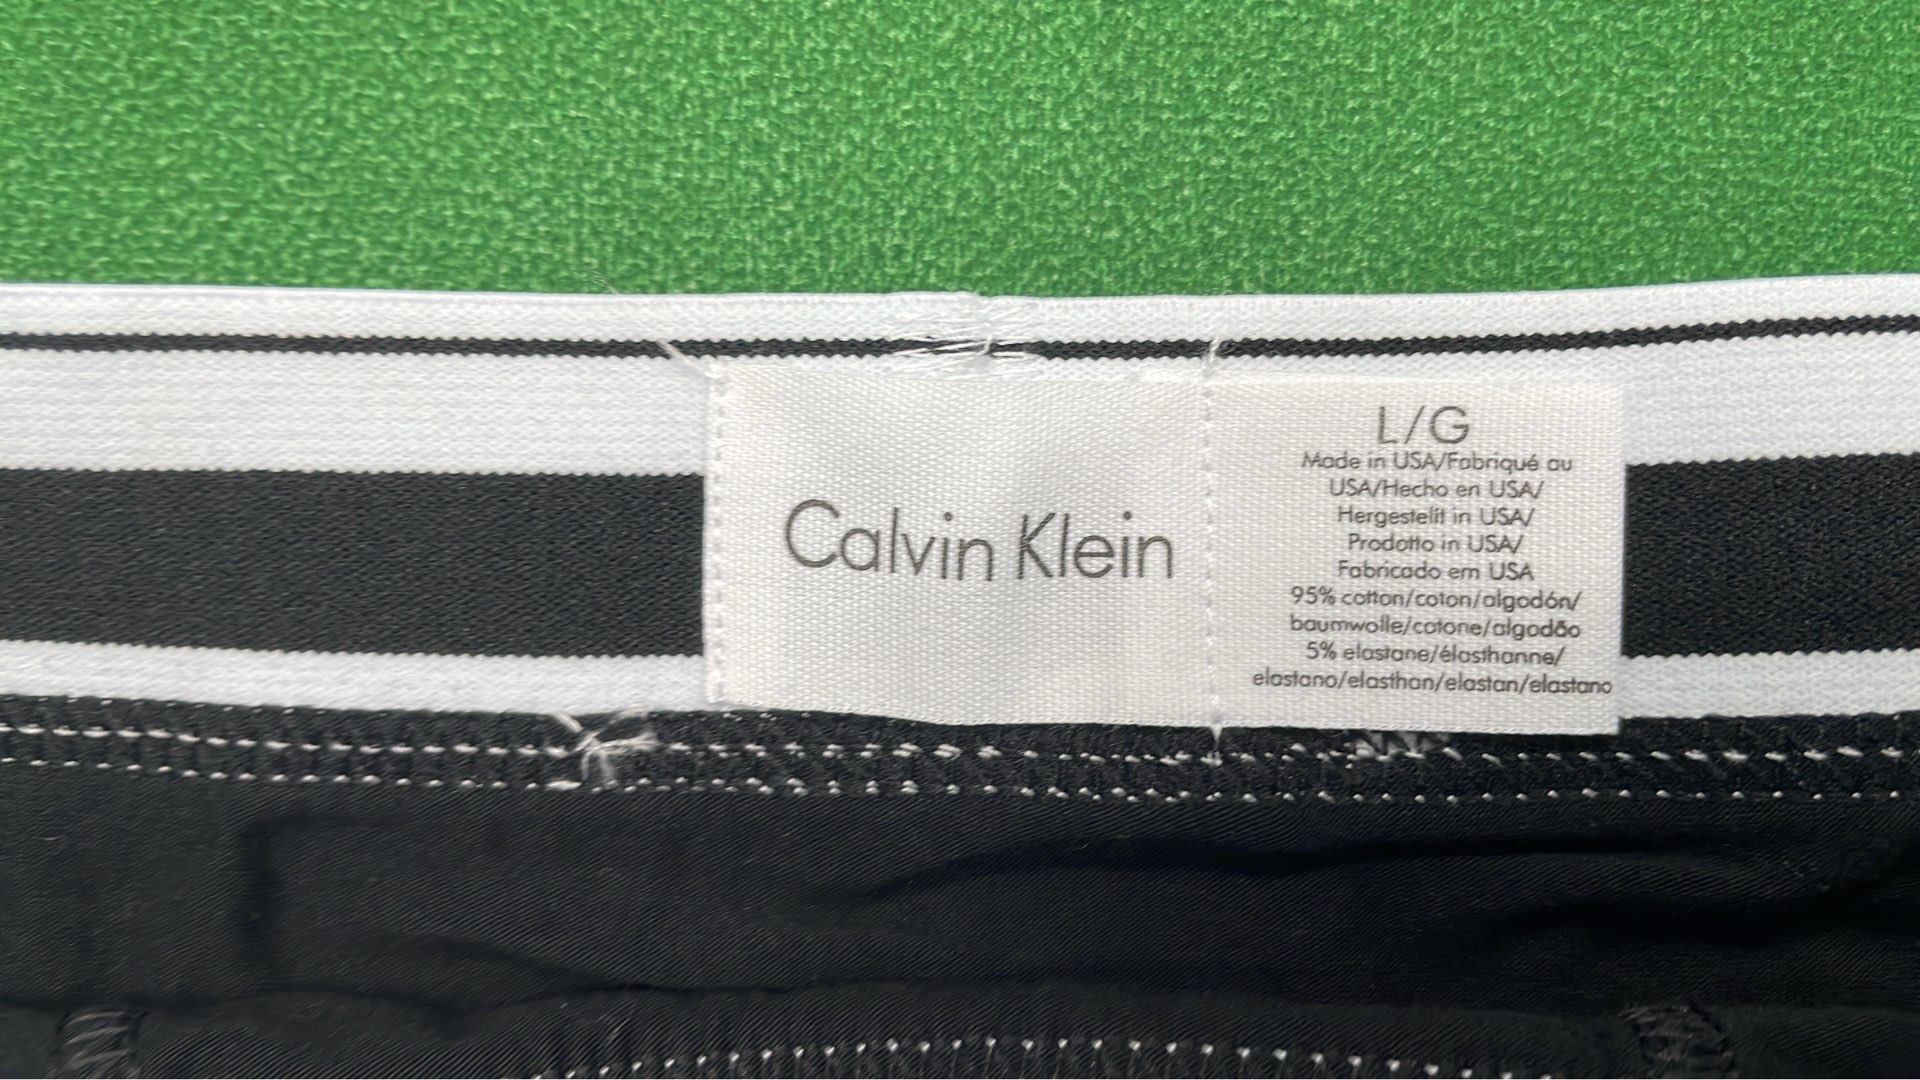 Calvin Klein
L/G
Made in USA/Fabriqué au
USA/Hecho en USA/
Hergestelít in USA/
Prodotto in USA/
Fabricado em USA
95% cotton/coton/algodón/
baumwolle/cotone/algodão
5% elastane/élasthanne/
elastano/elasthan/elastan/elastano